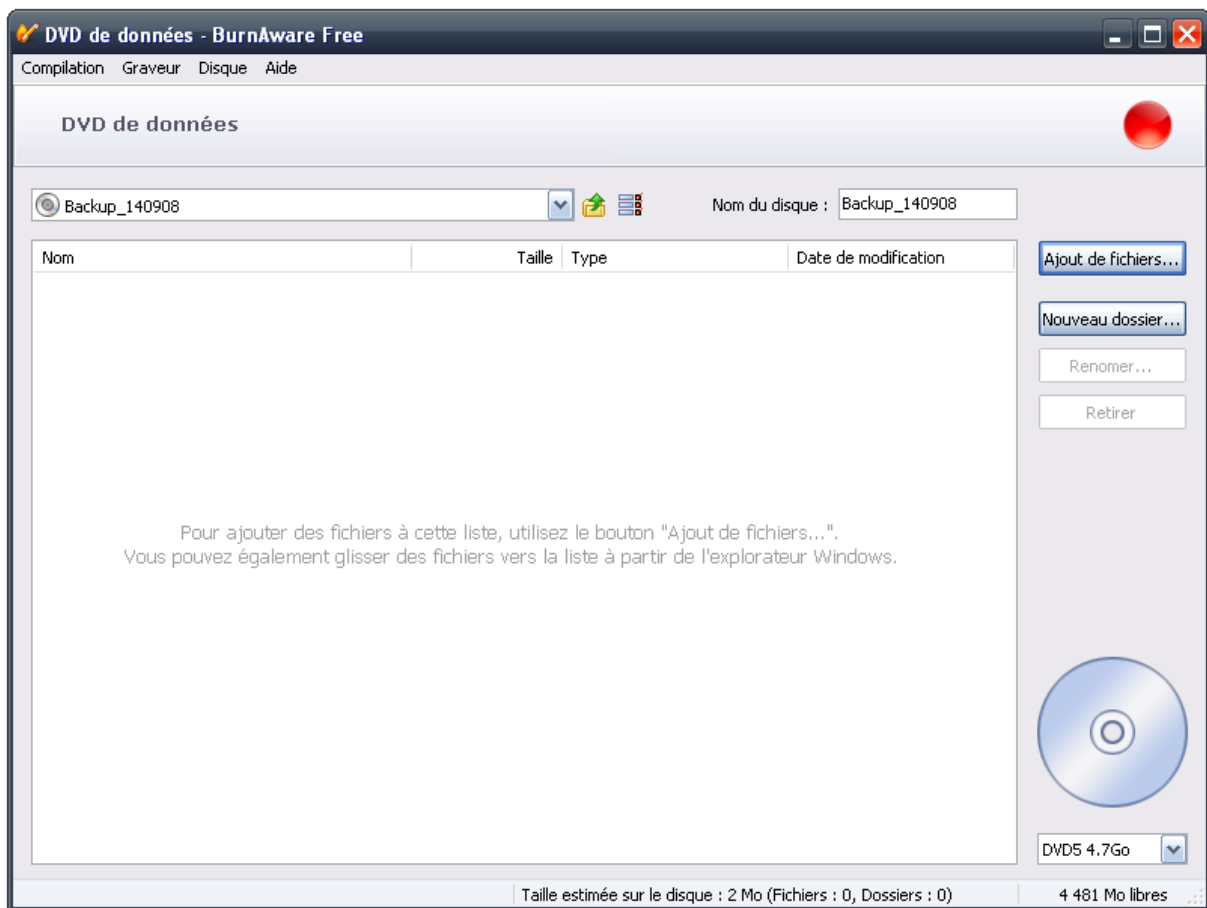 DVD de données - BurnAware Free
Compilation Graveur Disque Aide
DVD de données
Backup_140908
Nom du disque : Backup_140908
Nom Taille Type Date de modification
Ajout de fichiers...
Nouveau dossier...
Renomer...
Retirer
Pour ajouter des fichiers à cette liste, utilisez le bouton "Ajout de fichiers...".
Vous pouvez également glisser des fichiers vers la liste à partir de l'explorateur Windows.
DVD5 4.7Go
Taille estimée sur le disque : 2 Mo (Fichiers : 0, Dossiers : 0) 4 481 Mo libres